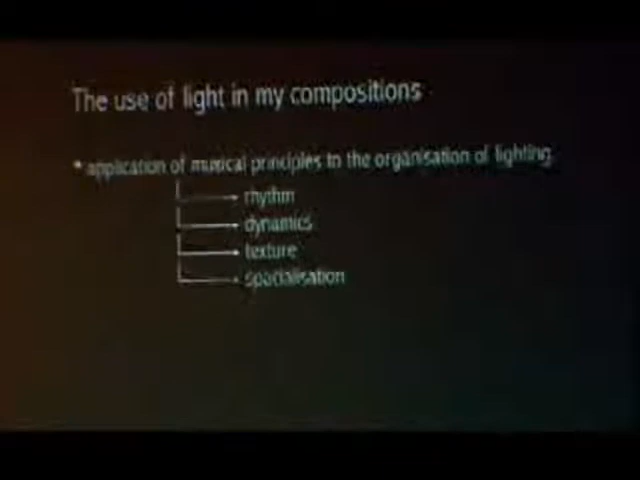 The use of light in my compositions
• application of musical principles to the organisation of lighting
rhythm
dynamics
texture
spacialisation